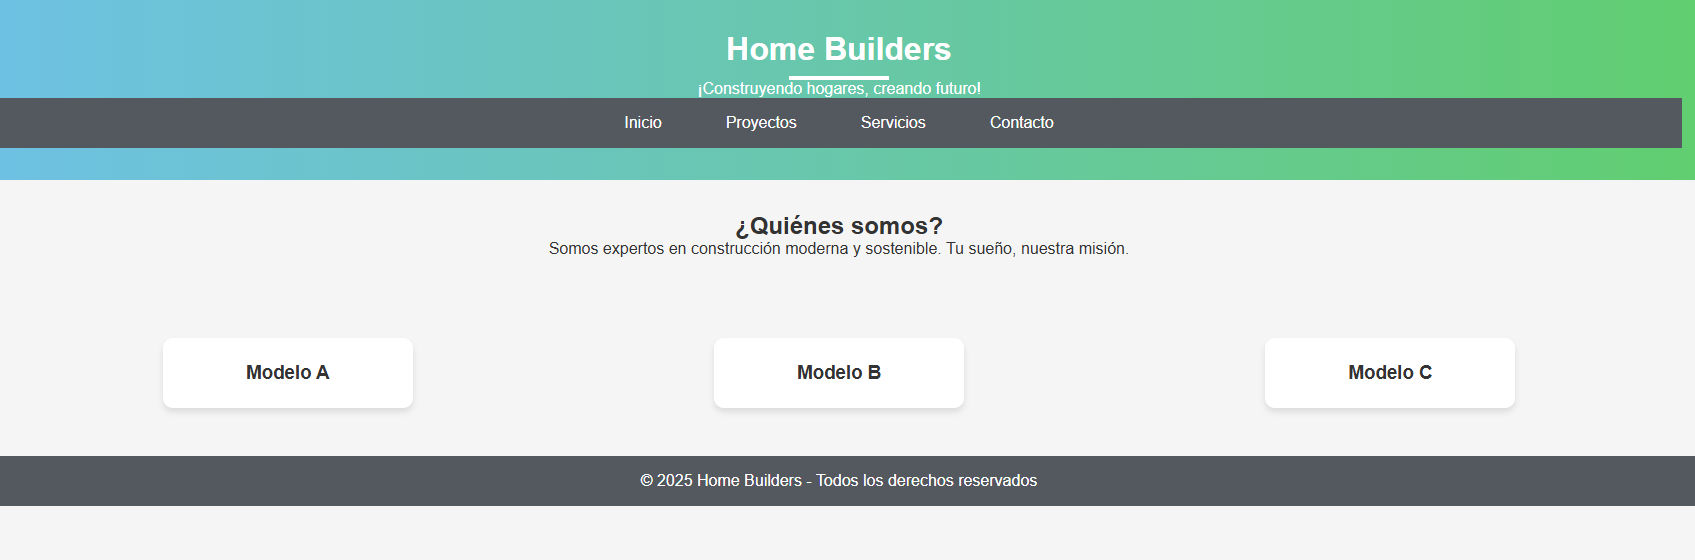 Home Builders
¡Construyendo hogares, creando futuro!
Inicio Proyectos Servicios Contacto
¿Quiénes somos?
Somos expertos en construcción moderna y sostenible. Tu sueño, nuestra misión.
Modelo A Modelo B Modelo C
© 2025 Home Builders - Todos los derechos reservados